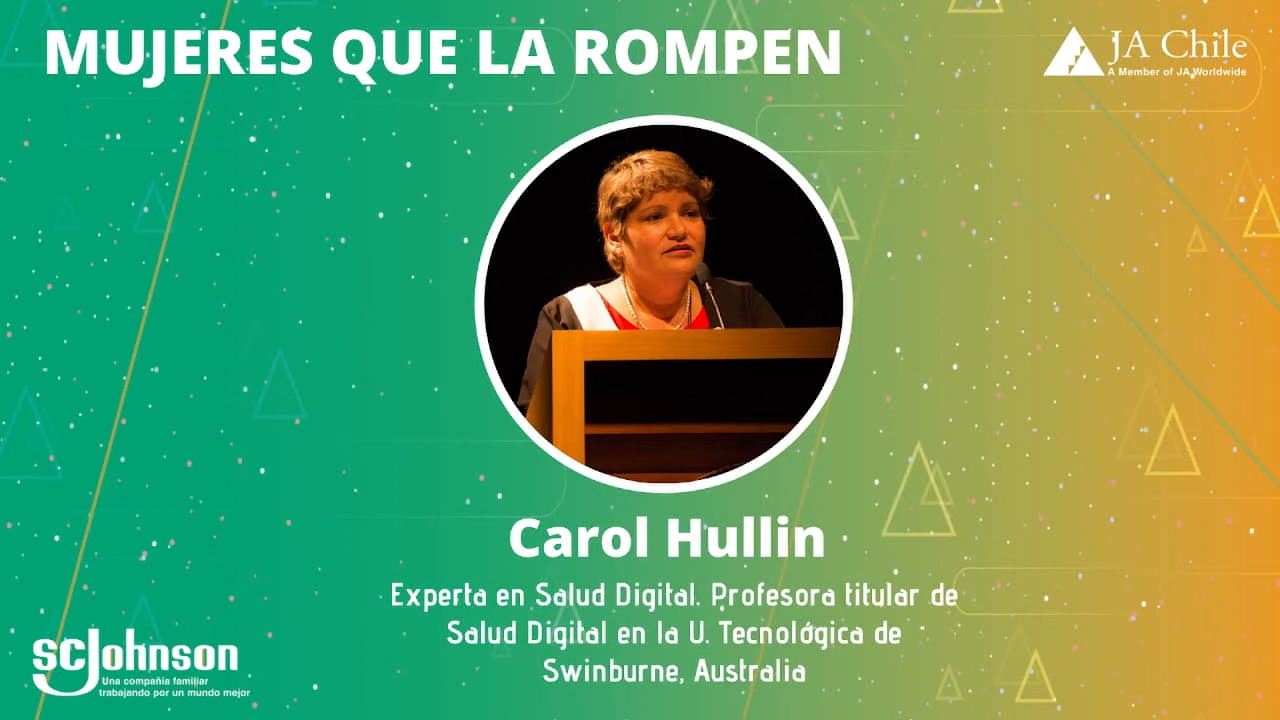 MUJERES QUE LA ROMPEN
JA Chile
A Member of JA Worldwide
Carol Hullin
Experta en Salud Digital. Profesora titular de
Salud Digital en la U. Tecnológica de
Swinburne, Australia
SCJohnson
Una compañia familiar
trabajando por un mundo mejor